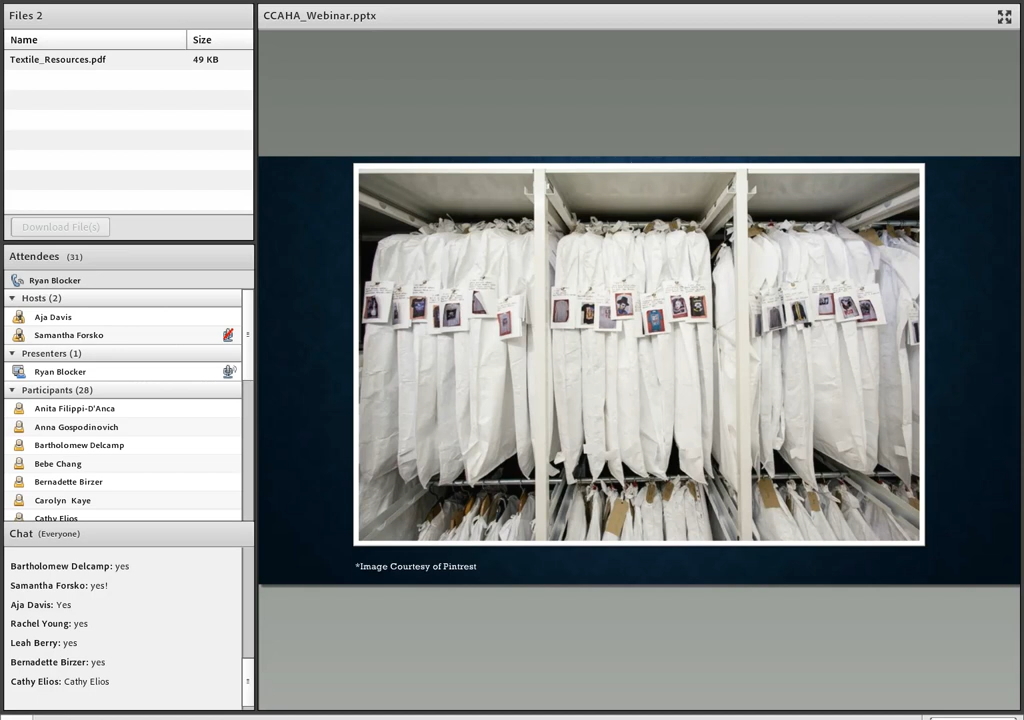 Files 2
Name Size
Textile_Resources.pdf 49 KB
Download File(s)
Attendees (31)
Ryan Blocker
Hosts (2)
Aja Davis
Samantha Forsko
Presenters (1)
Ryan Blocker
Participants (28)
Anita Filippi-D'Anca
Anna Gospodinovich
Bartholomew Delcamp
Bebe Chang
Bernadette Birzer
Carolyn Kaye
Cathy Elios
Chat (Everyone)
Bartholomew Delcamp: yes
Samantha Forsko: yes!
Aja Davis: Yes
Rachel Young: yes
Leah Berry: yes
Bernadette Birzer: yes
Cathy Elios: Cathy Elios
CCAHA_Webinar.pptx
*Image Courtesy of Pintrest